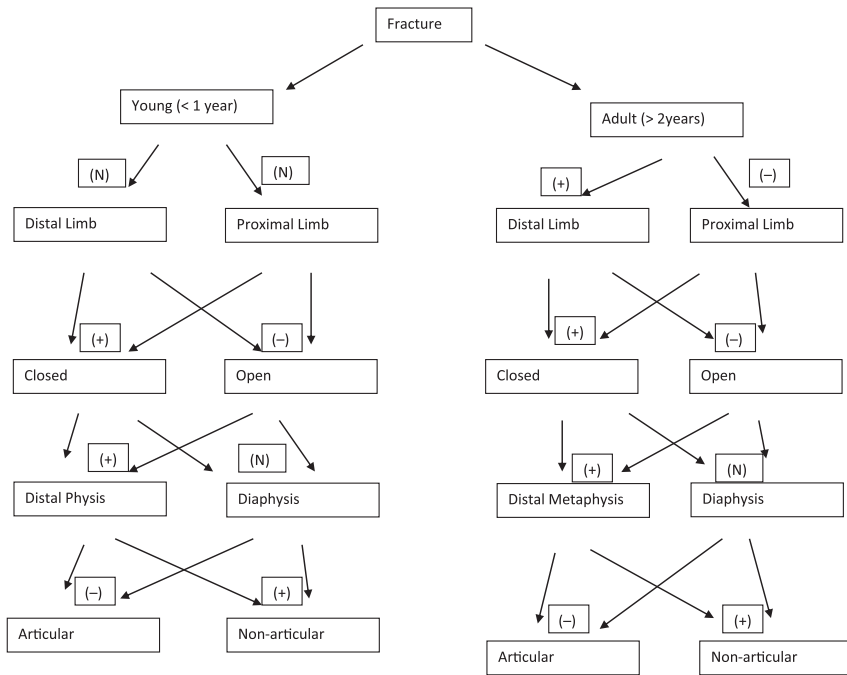 Fracture
Young (< 1 year)
Adult (> 2years)
(N)
(N)
(+)
(–)
Distal Limb
Proximal Limb
Distal Limb
Proximal Limb
(+)
(–)
(+)
(–)
Closed
Open
Closed
Open
(+)
(N)
(+)
(N)
Distal Physis
Diaphysis
Distal Metaphysis
Diaphysis
(–)
(+)
(–)
(+)
Articular
Non-articular
Articular
Non-articular